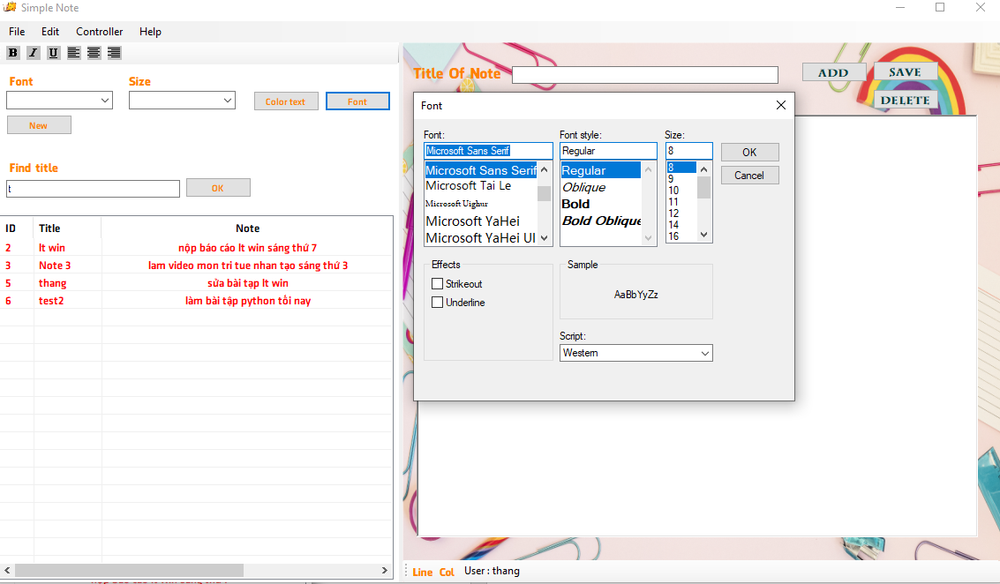 Simple Note
File Edit Controller Help
B I U
Font Size
Color text Font
New
Find title
t OK
ID Title Note
2 lt win nộp báo cáo lt win sáng thứ 7
3 Note 3 lam video mon tri tue nhan tạo sáng thứ 3
5 thang sửa bài tạp lt win
6 test2 làm bài tập python tối nay
Title Of Note
ADD SAVE
DELETE
Font
Font: Font style: Size:
Microsoft Sans Serif Regular 8 OK
Microsoft Sans Serif Regular 8 Cancel
Microsoft Tai Le Oblique 9
Microsoft Uighur Bold 10
Microsoft YaHei Bold Oblique 11
Microsoft YaHei UI 12
14
16
Effects Sample
Strikeout AaBbYyZz
Underline
Script:
Western
Line Col User : thang